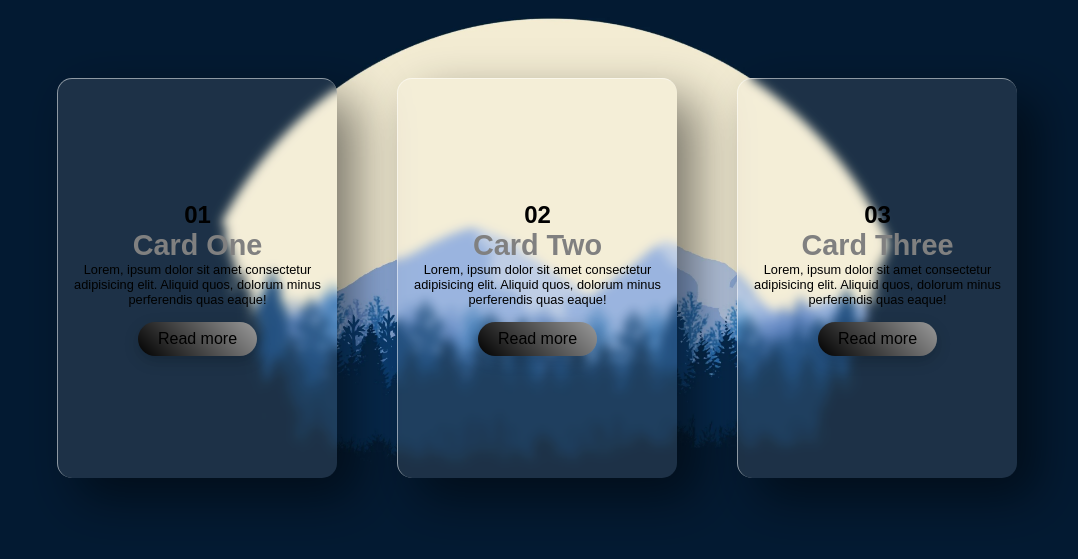 01
Card One
Lorem, ipsum dolor sit amet consectetur
adipisicing elit. Aliquid quos, dolorum minus
perferendis quas eaque!
Read more
02
Card Two
Lorem, ipsum dolor sit amet consectetur
adipisicing elit. Aliquid quos, dolorum minus
perferendis quas eaque!
Read more
03
Card Three
Lorem, ipsum dolor sit amet consectetur
adipisicing elit. Aliquid quos, dolorum minus
perferendis quas eaque!
Read more